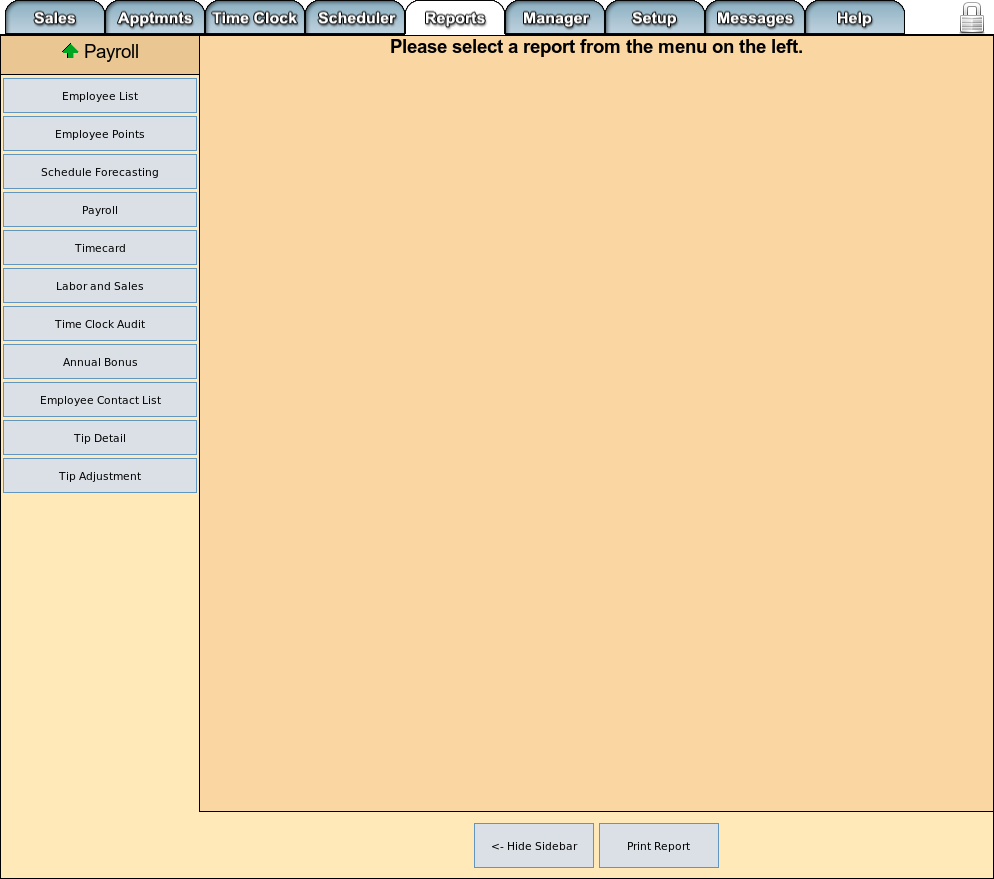 Sales Apptmnts Time Clock Scheduler Reports Manager Setup Messages Help
Payroll
Please select a report from the menu on the left.
Employee List
Employee Points
Schedule Forecasting
Payroll
Timecard
Labor and Sales
Time Clock Audit
Annual Bonus
Employee Contact List
Tip Detail
Tip Adjustment
<- Hide Sidebar Print Report